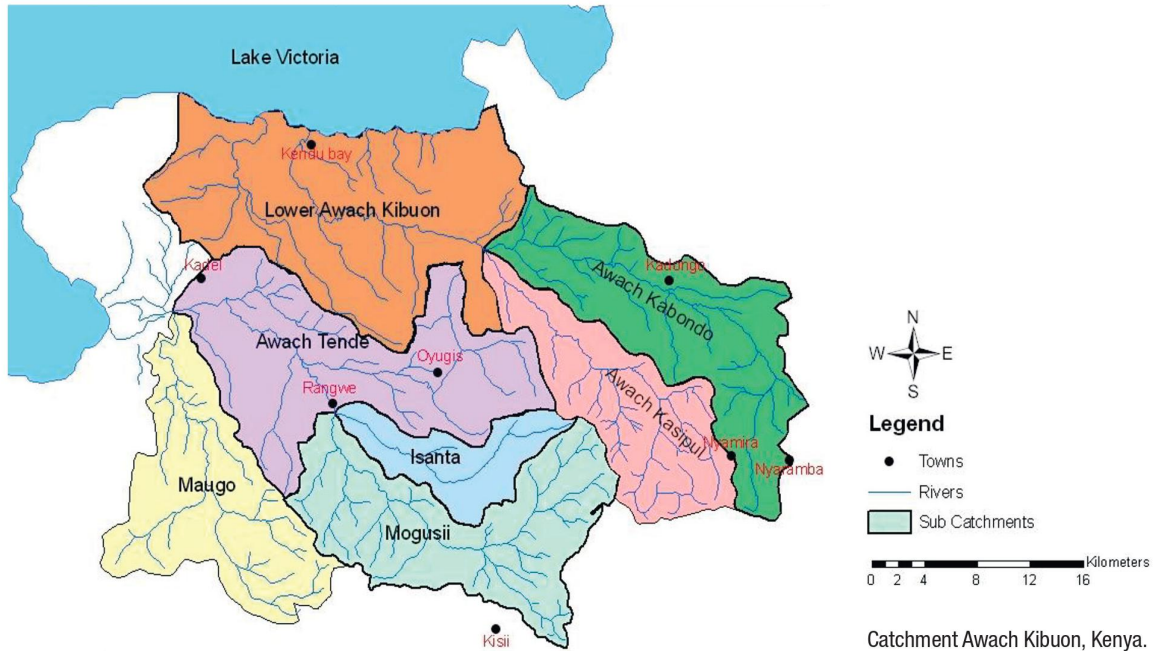 Lake Victoria
Kendu bay
Lower Awach Kibuon
Kadel
Kadongo
Awach Kabondo
Awach Tende
Oyugis
Rangwe
Awach Kasipul
Isanta
Nyamira
Nyaramba
Maugo
Mogusii
Kisii
N
W E
S
Legend
Towns
Rivers
Sub Catchments
Kilometers
0 2 4 8 12 16
Catchment Awach Kibuon, Kenya.